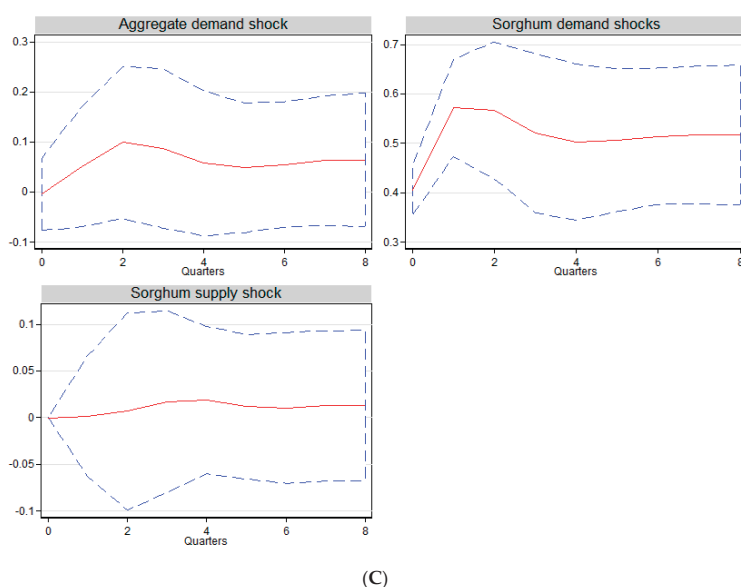 Aggregate demand shock
0.3
0.2
0.1
0
-0.1
0 2 4 6 8
Quarters
Sorghum demand shocks
0.7
0.6
0.5
0.4
0.3
0 2 4 6 8
Quarters
Sorghum supply shock
0.1
0.05
0
-0.05
-0.1
0 2 4 6 8
Quarters
(C)